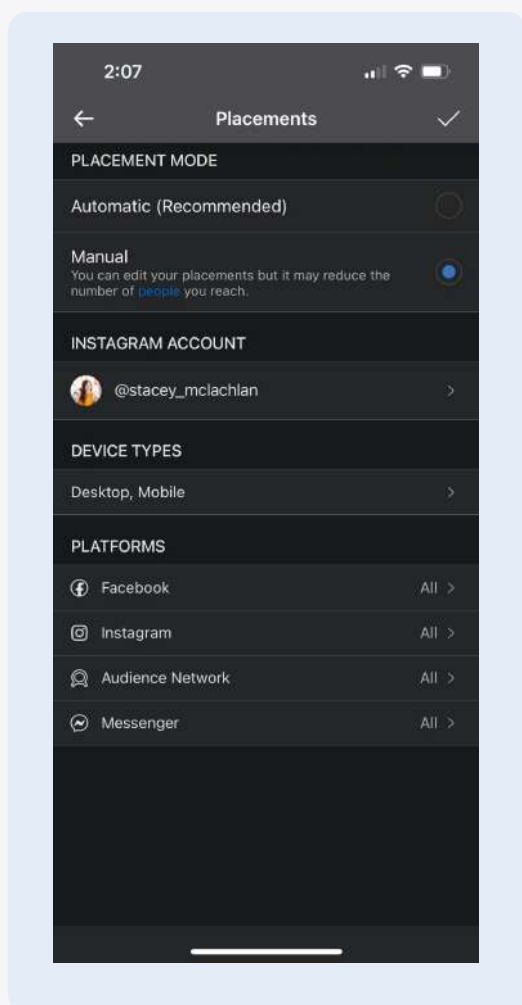 2:07
Placements
PLACEMENT MODE
Automatic (Recommended)
Manual
You can edit your placements but it may reduce the
number of people you reach.
INSTAGRAM ACCOUNT
@stacey_mclachlan
DEVICE TYPES
Desktop, Mobile
PLATFORMS
Facebook All
Instagram All
Audience Network All
Messenger All